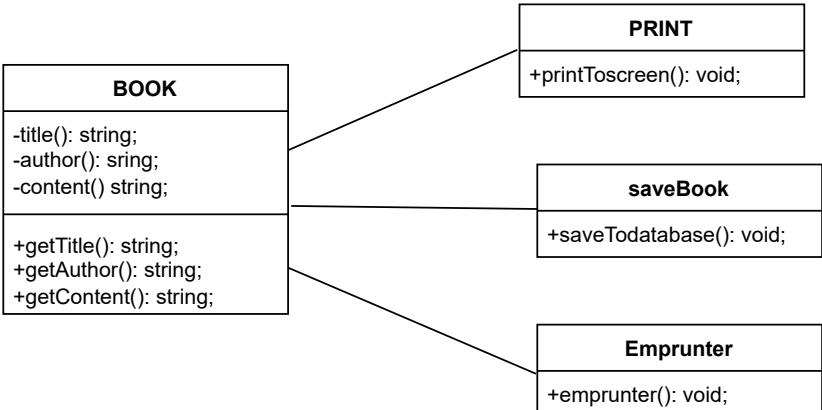 BOOK
-title(): string;
-author(): sring;
-content() string;
+getTitle(): string;
+getAuthor(): string;
+getContent(): string;
PRINT
+printToscreen(): void;
saveBook
+saveTodatabase(): void;
Emprunter
+emprunter(): void;